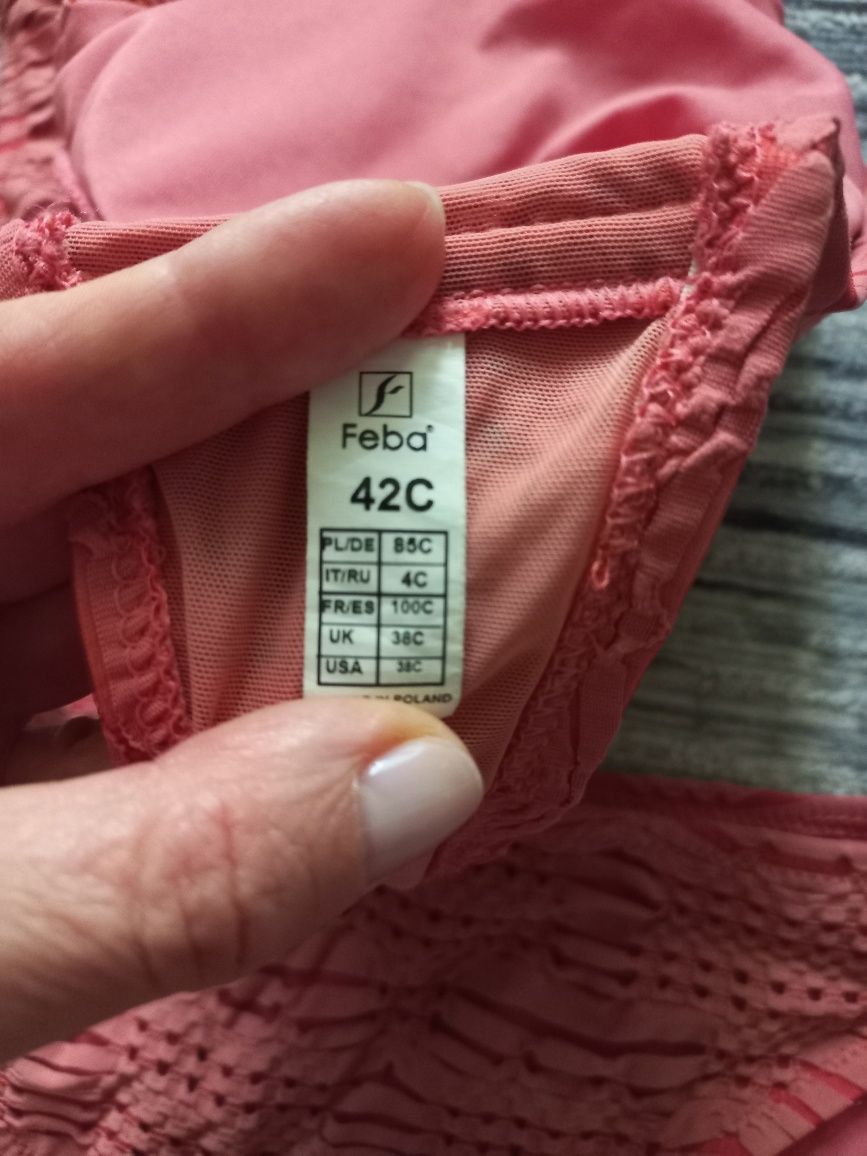 Feba®
42C
PL/DE 85C
IT/RU 4C
FR/ES 100C
UK 38C
USA 38C
POLAND